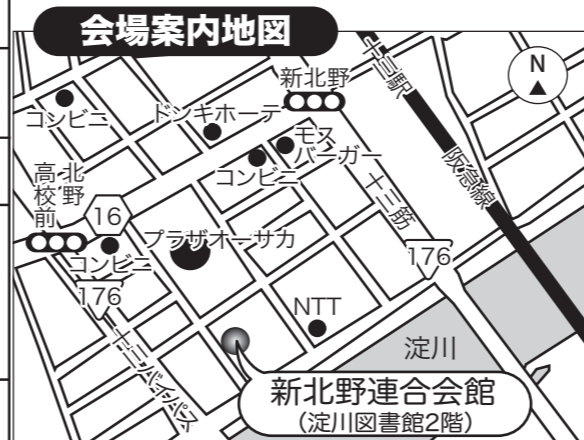 会場案内地図
N
十三駅
新北野
コンビニ
ドンキホーテ
モス
バーガー
コンビニ
阪急線
十三筋
北野
高校前
16
コンビニ
プラザオーサカ
176
176
NTT
十三バイパス
淀川
新北野連合会館
(淀川図書館2階)